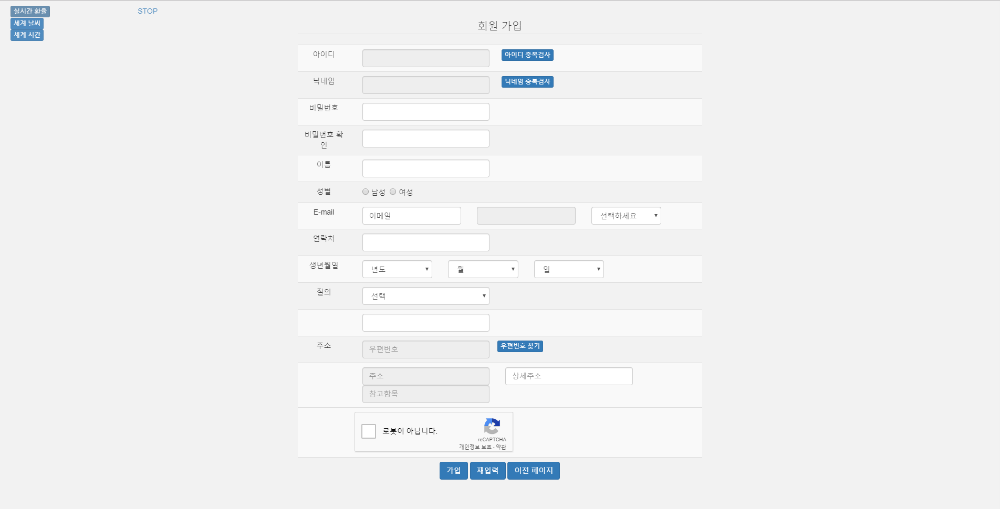 실시간 환율
세계 날씨
세계 시간
STOP
회원 가입
아이디
아이디 중복검사
닉네임
닉네임 중복검사
비밀번호
비밀번호 확
인
이름
성별
남성 여성
E-mail
이메일
선택하세요
연락처
생년월일
년도
월
일
질의
선택
주소
우편번호
우편번호 찾기
주소
상세주소
참고항목
로봇이 아닙니다.
reCAPTCHA
개인정보 보호 - 약관
가입
재입력
이전 페이지